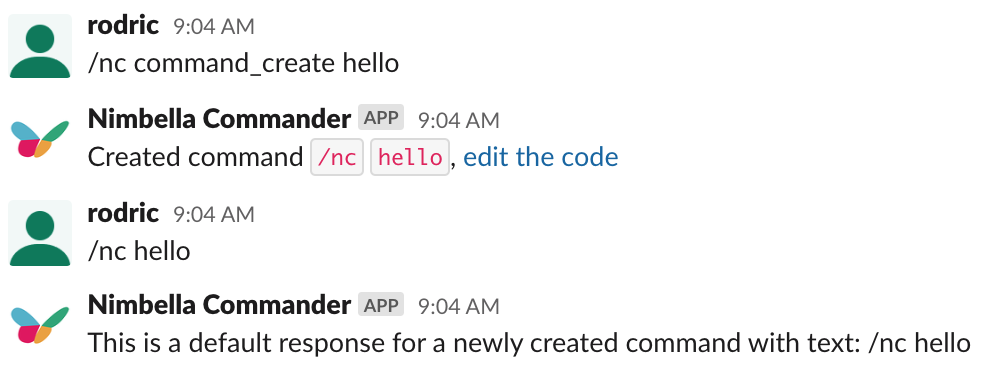 rodric 9:04 AM
/nc command_create hello
Nimbella Commander APP 9:04 AM
Created command /nc hello, edit the code
rodric 9:04 AM
/nc hello
Nimbella Commander APP 9:04 AM
This is a default response for a newly created command with text: /nc hello